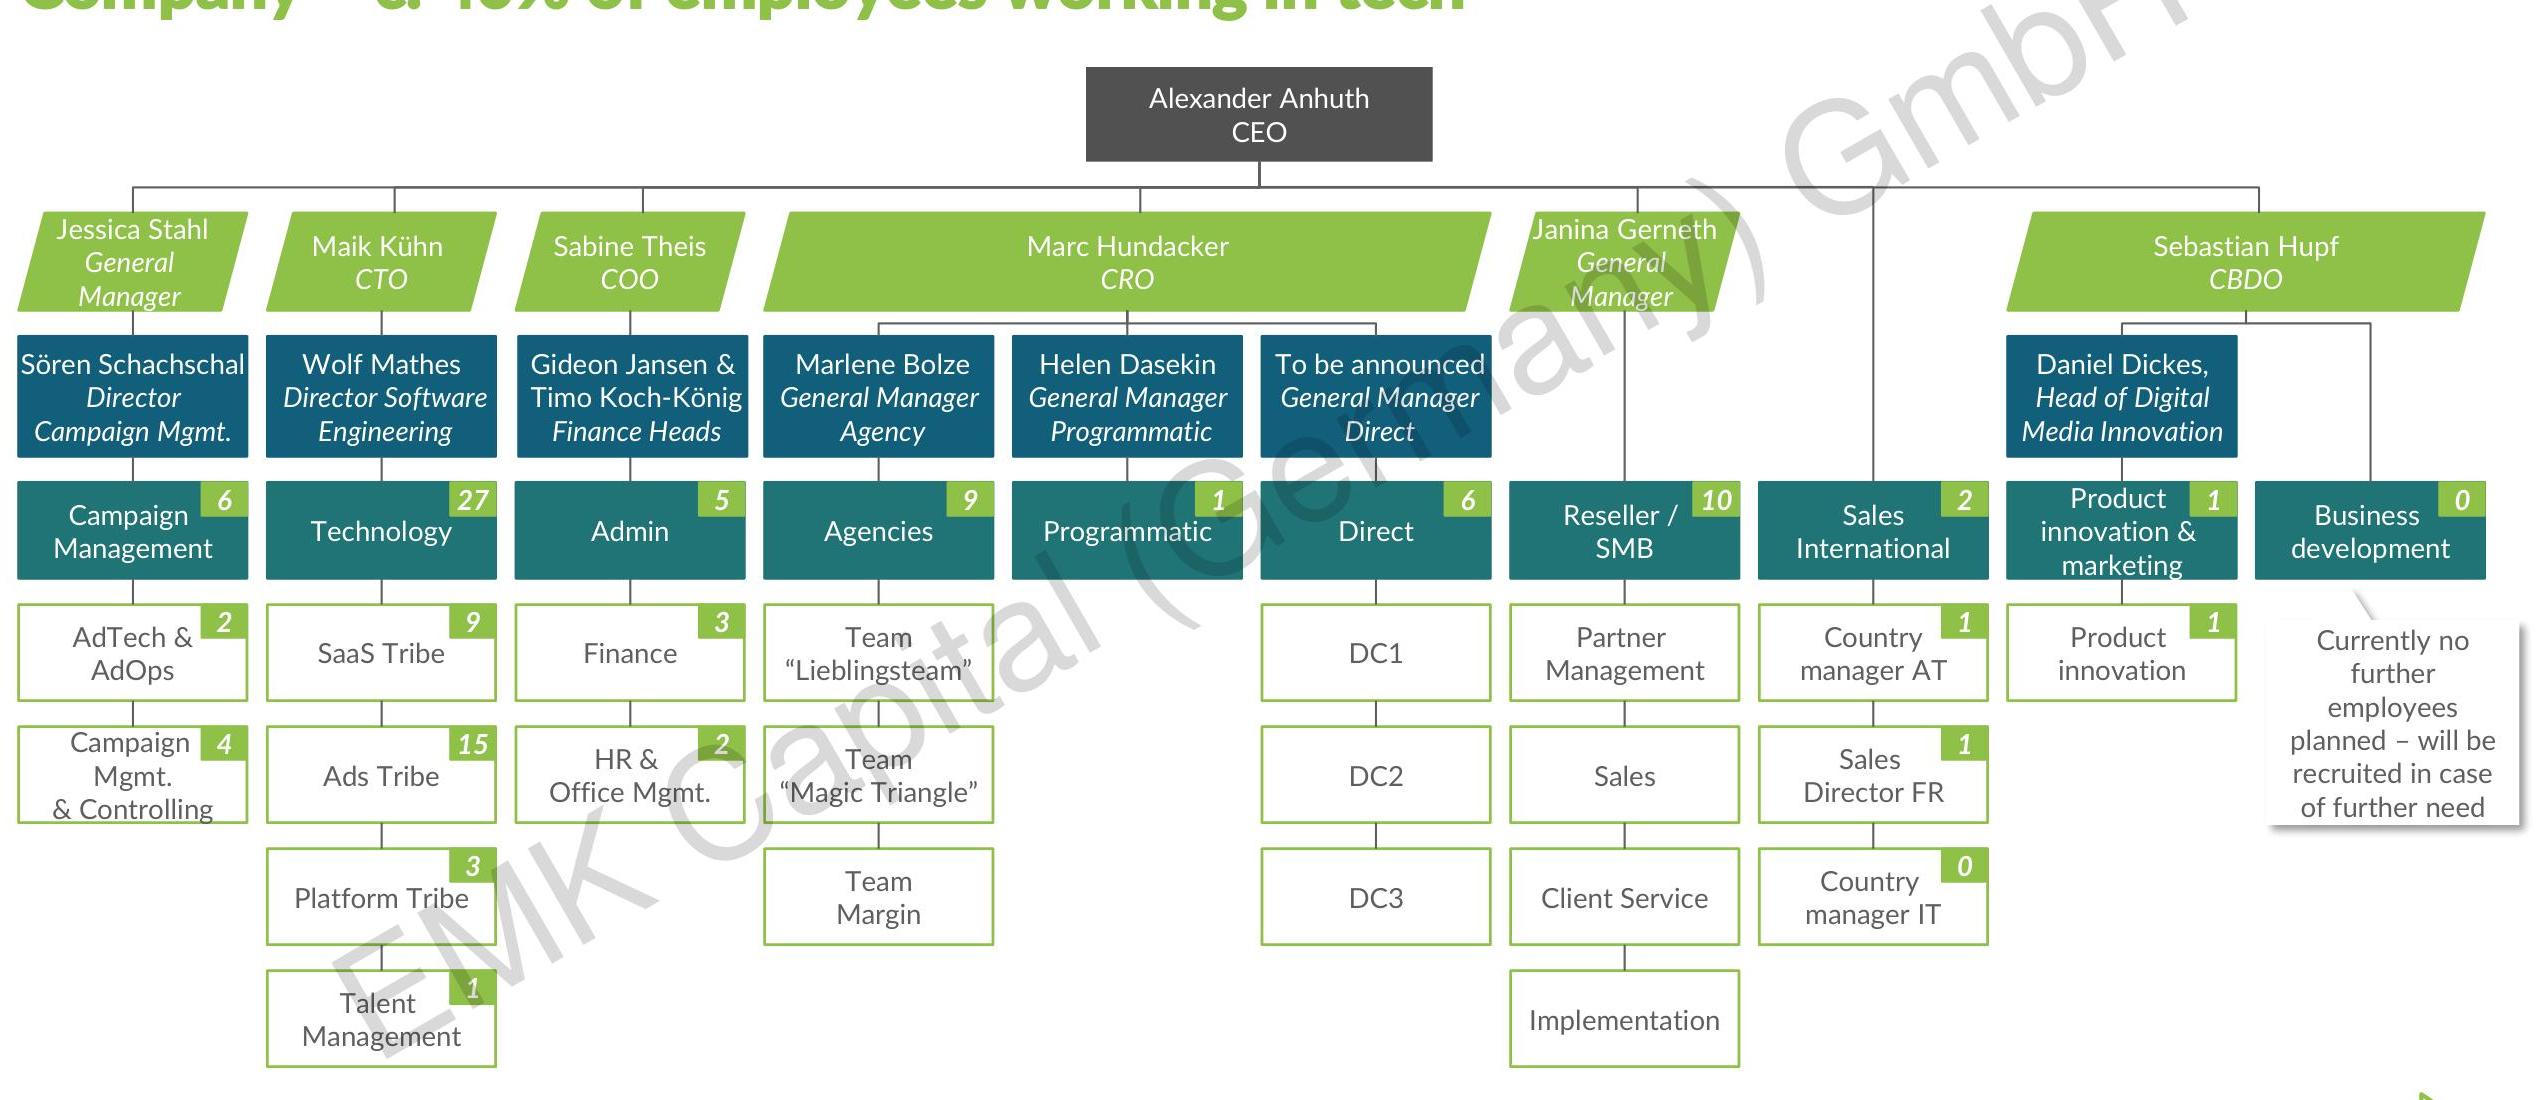 Company – c. 40% of employees working in tech
Alexander Anhuth
CEO
Jessica Stahl
General
Manager
Maik Kühn
CTO
Sabine Theis
COO
Marc Hundacker
CRO
Janina Gerneth
General
Manager
Sebastian Hupf
CBDO
Sören Schachschal
Director
Campaign Mgmt.
Wolf Mathes
Director Software
Engineering
Gideon Jansen &
Timo Koch-König
Finance Heads
Marlene Bolze
General Manager
Agency
Helen Dasekin
General Manager
Programmatic
To be announced
General Manager
Direct
Daniel Dickes,
Head of Digital
Media Innovation
6
Campaign
Management
27
Technology
5
Admin
9
Agencies
1
Programmatic
6
Direct
10
Reseller /
SMB
2
Sales
International
1
Product
innovation &
marketing
0
Business
development
2
AdTech &
AdOps
9
SaaS Tribe
3
Finance
Team
“Lieblingsteam”
DC1
Partner
Management
1
Country
manager AT
1
Product
innovation
Currently no
further
employees
planned – will be
recruited in case
of further need
4
Campaign
Mgmt.
& Controlling
15
Ads Tribe
2
HR &
Office Mgmt.
Team
“Magic Triangle”
DC2
Sales
1
Sales
Director FR
3
Platform Tribe
Team
Margin
DC3
Client Service
0
Country
manager IT
1
Talent
Management
Implementation
EMK Capital (Germany) GmbH